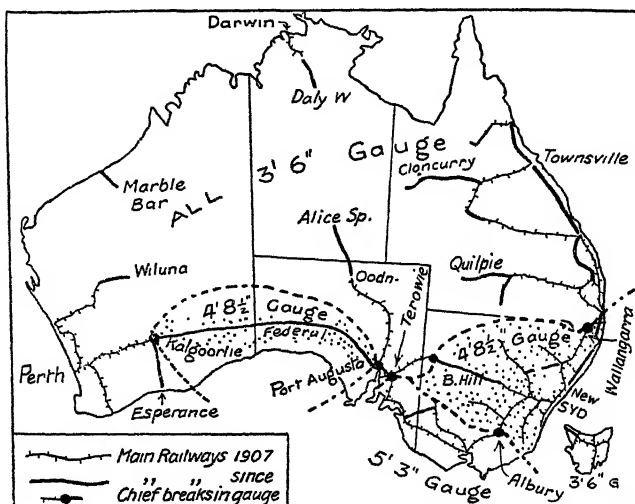 Darwin
Daly W
3' 6" Gauge
ALL
Cloncurry
Townsville
Marble
Bar
Alice Sp.
Wiluna
Oodn-
Quilpie
Terowie
4' 8½" Gauge
Federal
Kalgoorlie
4' 8½" Gauge
Wallangarra
Perth
Port Augusta
B. Hill
New
SYD
Esperance
5' 3" Gauge
Albury
3' 6" G
Main Railways 1907
" " since
Chief breaks in gauge